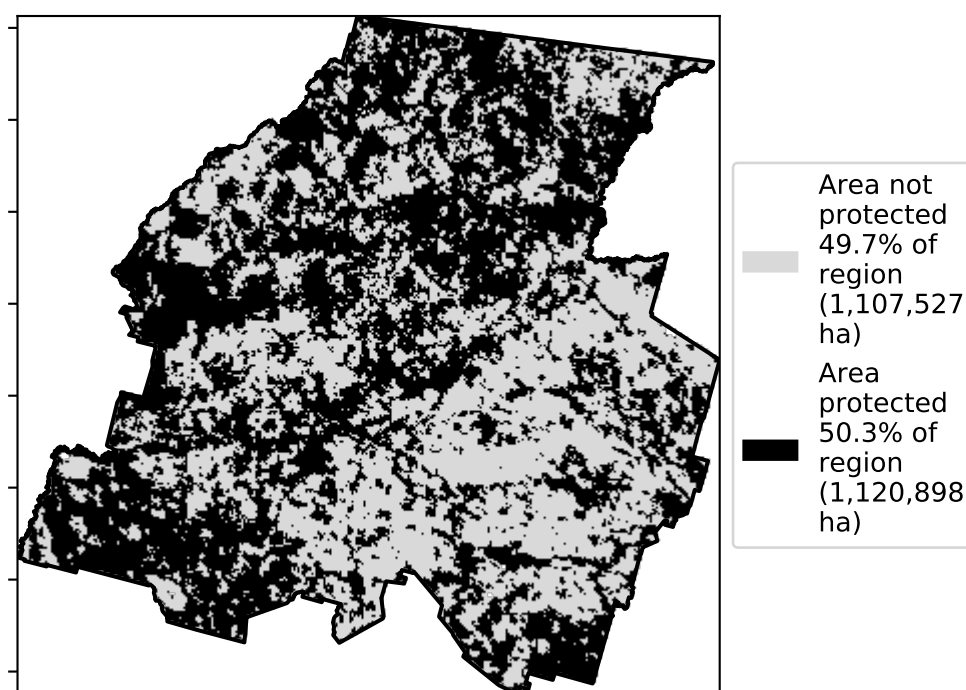 Area not
protected
49.7% of
region
(1,107,527
ha)
Area
protected
50.3% of
region
(1,120,898
ha)